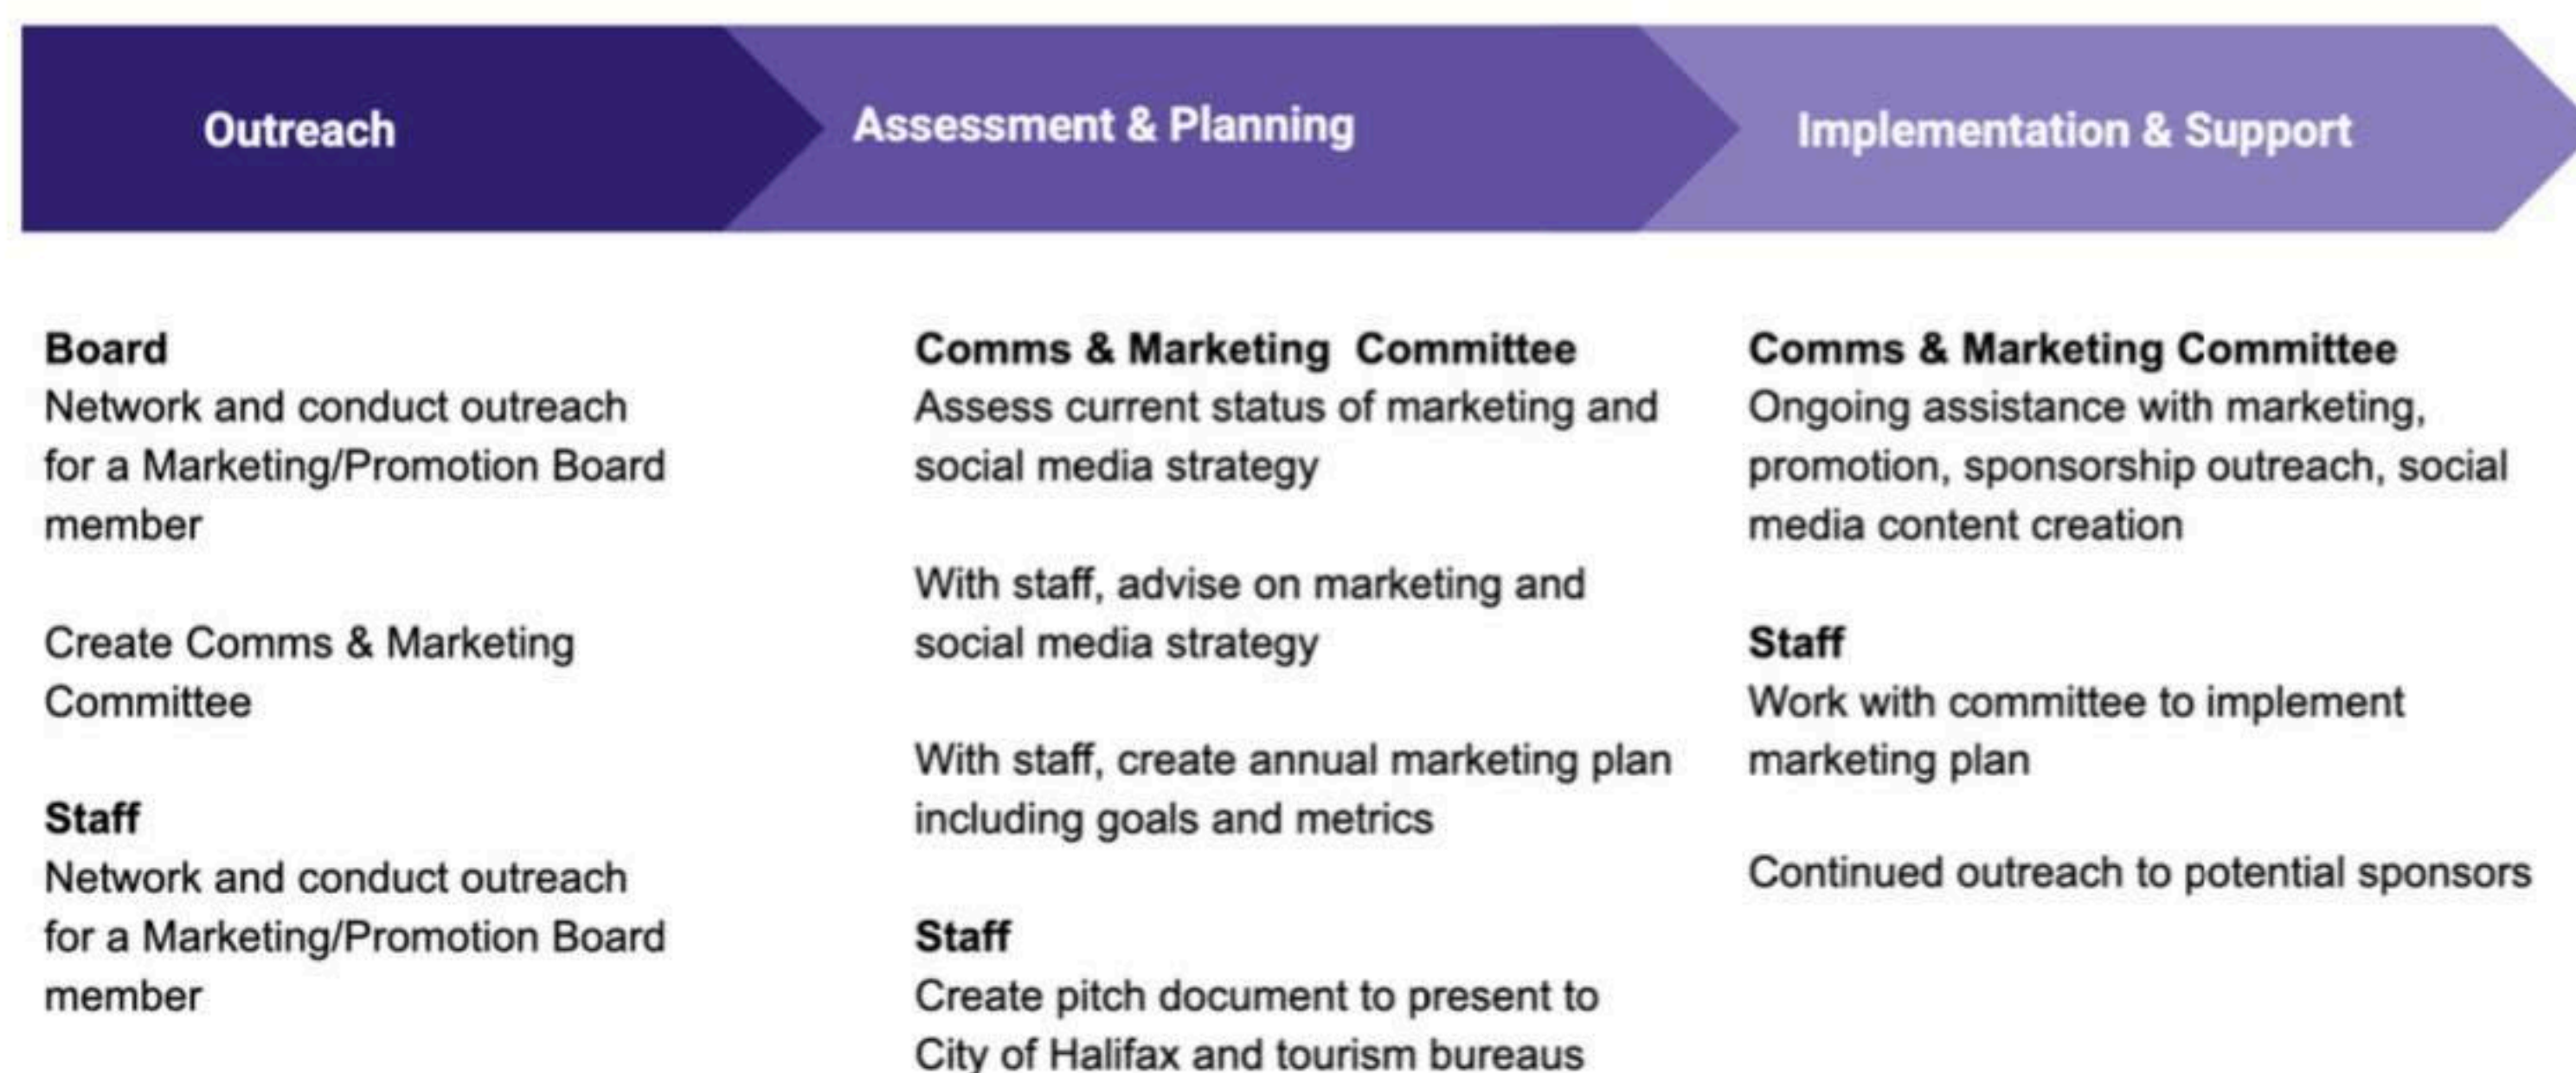 Outreach
Assessment & Planning
Implementation & Support
Board
Network and conduct outreach
for a Marketing/Promotion Board
member
Create Comms & Marketing
Committee
Staff
Network and conduct outreach
for a Marketing/Promotion Board
member
Comms & Marketing  Committee
Assess current status of marketing and
social media strategy
With staff, advise on marketing and
social media strategy
With staff, create annual marketing plan
including goals and metrics
Staff
Create pitch document to present to
City of Halifax and tourism bureaus
Comms & Marketing Committee
Ongoing assistance with marketing,
promotion, sponsorship outreach, social
media content creation
Staff
Work with committee to implement
marketing plan
Continued outreach to potential sponsors